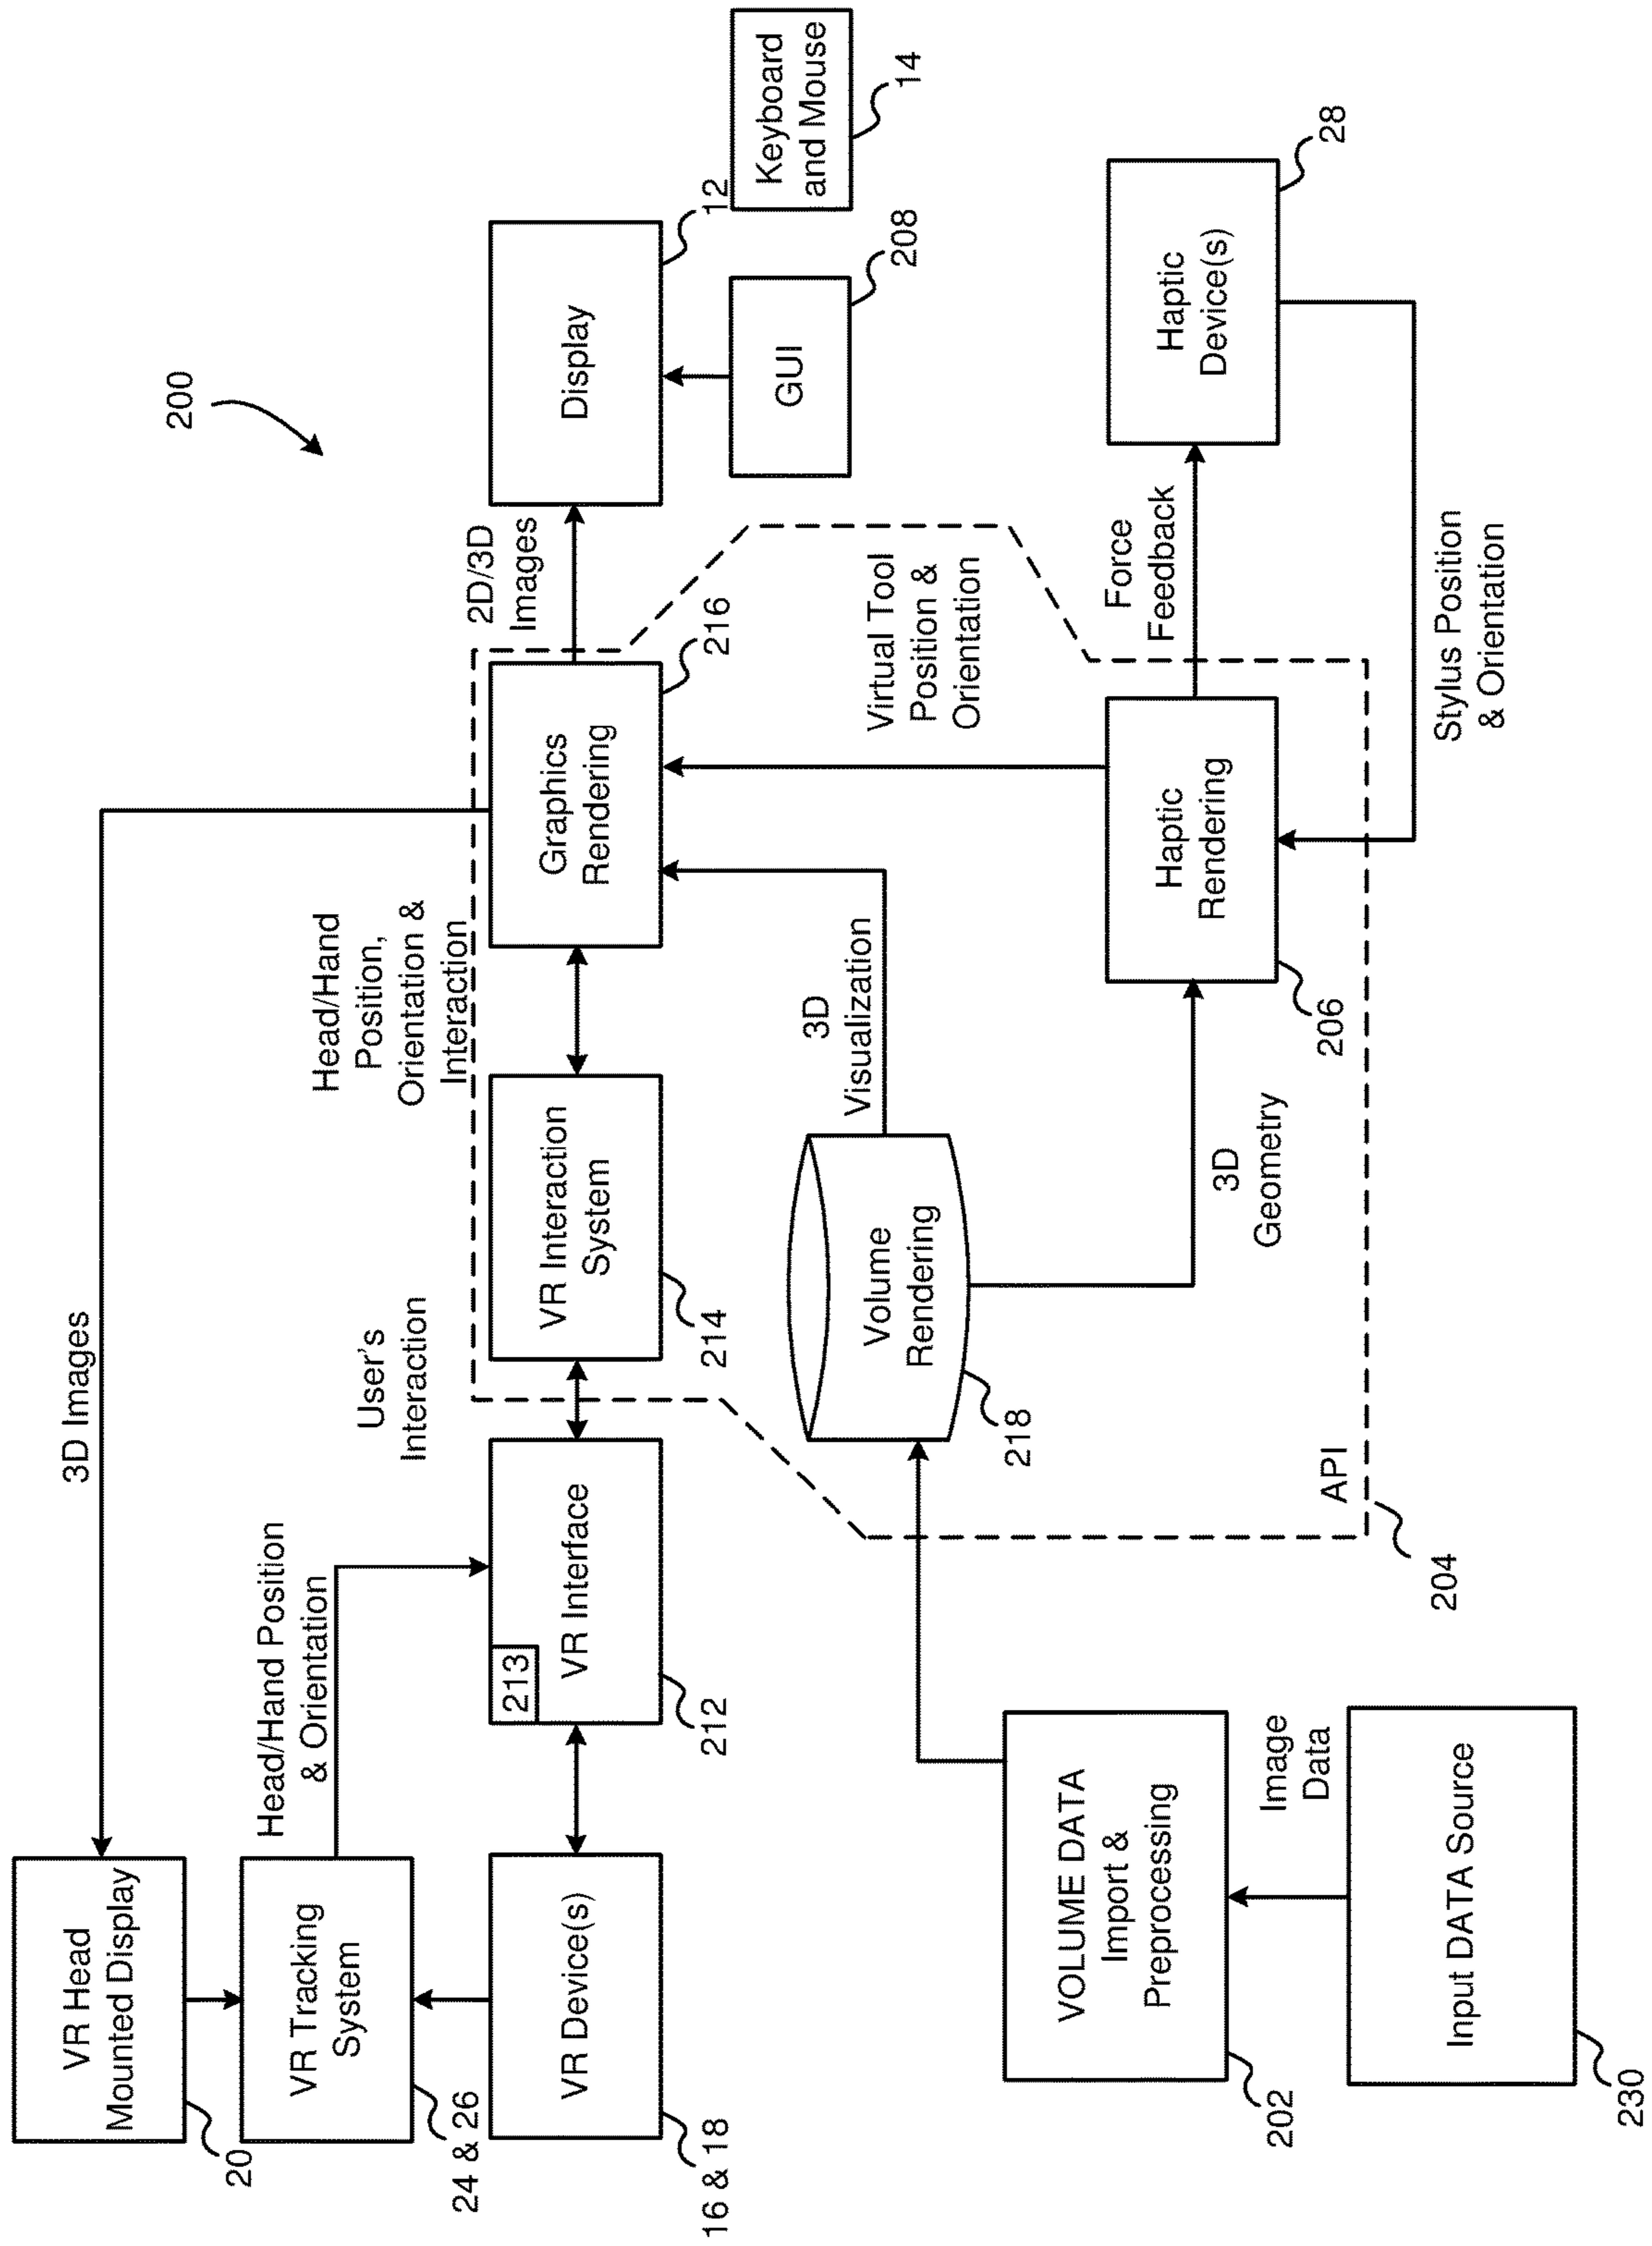 200
3D Images
VR Head
Mounted Display
20
Head/Hand Position
& Orientation
VR Tracking
System
24 & 26
User's
Interaction
Head/Hand
Position,
Orientation &
Interaction
2D/3D
Images
VR Device(s)
16 & 18
213
VR Interface
212
VR Interaction
System
214
Graphics
Rendering
216
Display
12
GUI
208
Keyboard
and Mouse
14
3D
Visualization
Virtual Tool
Position &
Orientation
Volume
Rendering
218
VOLUME DATA
Import &
Preprocessing
202
3D
Geometry
Haptic
Rendering
206
Force
Feedback
Haptic
Device(s)
28
Image
Data
API
204
Stylus Position
& Orientation
Input DATA Source
230